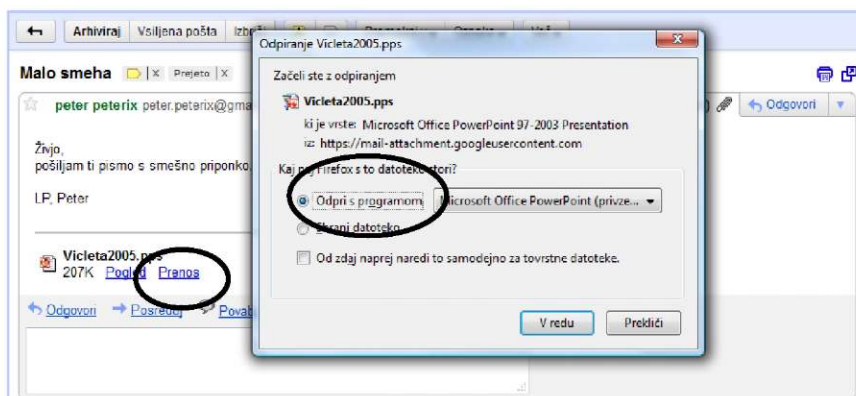 Arhiviraj Vsiljena pošta
Odpiranje Vicleta2005.pps
Malo smeha X Prejeto X
peter peterix peter.peterix@gma
Odgovori
Živjo,
pošiljam ti pismo s smešno priponko.
LP, Peter
Vicleta2005.pps
207K Pogled Prenos
Odgovori Posreduj Povabi
Začeli ste z odpiranjem
Vicleta2005.pps
ki je vrste: Microsoft Office PowerPoint 97-2003 Presentation
iz: https://mail-attachment.googleusercontent.com
Kaj naj Firefox s to datoteko stori?
Odpri s programom Microsoft Office PowerPoint (privze...
Shrani datoteko
Od zdaj naprej naredi to samodejno za tovrstne datoteke.
V redu Prekliči